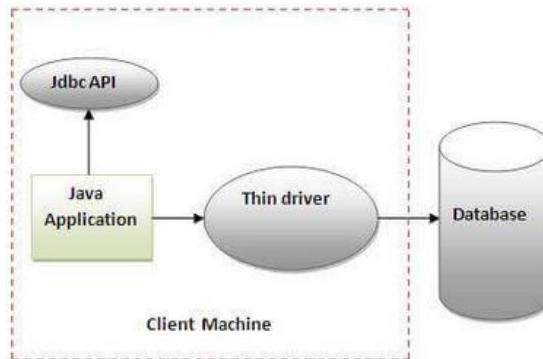 Jdbc API
Java
Application
Thin driver
Database
Client Machine